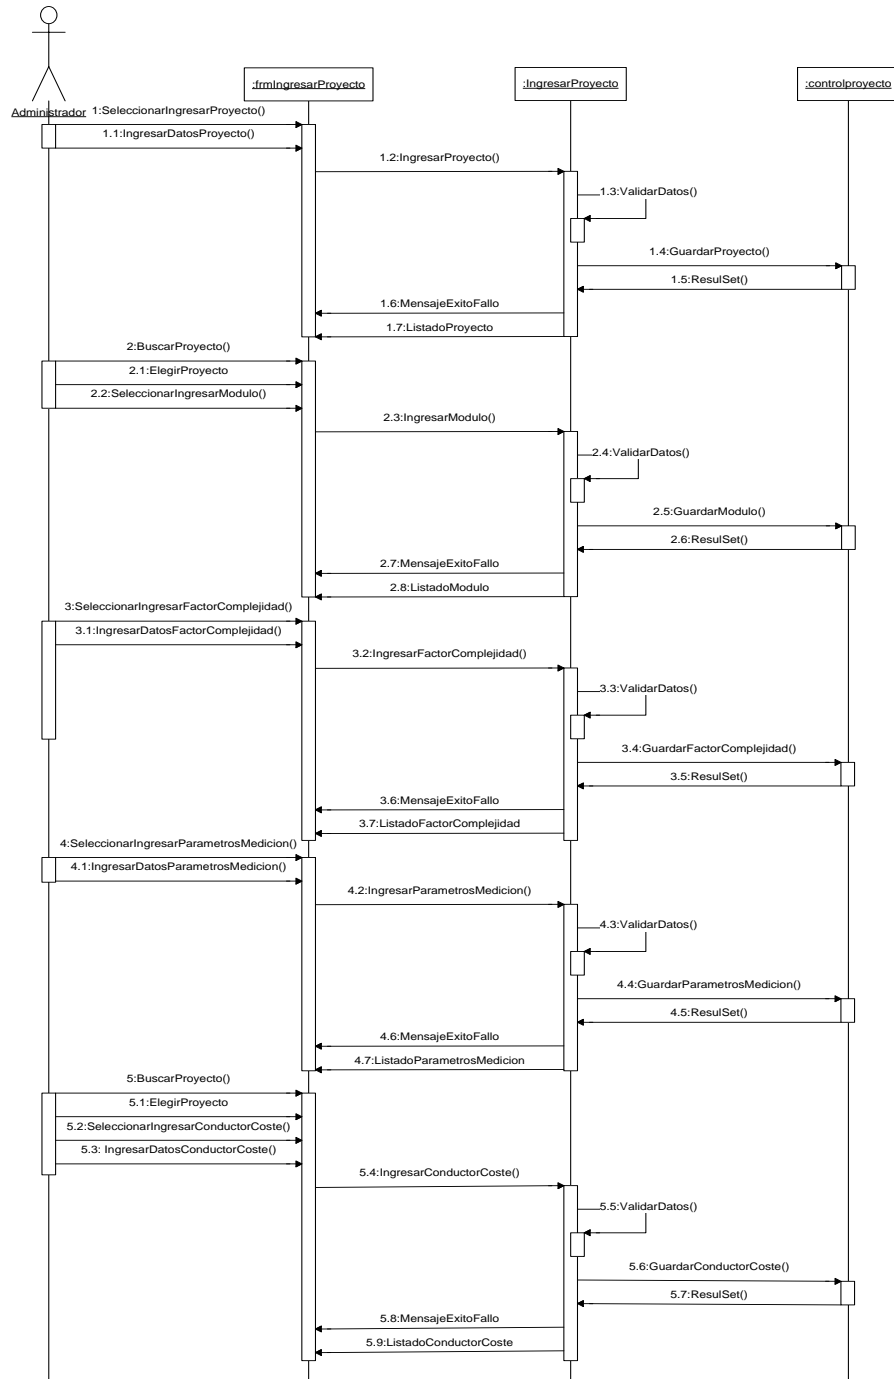 :frmIngresarProyecto
:IngresarProyecto
:controlproyecto
Administrador
1:SeleccionarIngresarProyecto()
1.1:IngresarDatosProyecto()
1.2:IngresarProyecto()
1.3:ValidarDatos()
1.4:GuardarProyecto()
1.5:ResulSet()
1.6:MensajeExitoFallo
1.7:ListadoProyecto
2:BuscarProyecto()
2.1:ElegirProyecto
2.2:SeleccionarIngresarModulo()
2.3:IngresarModulo()
2.4:ValidarDatos()
2.5:GuardarModulo()
2.6:ResulSet()
2.7:MensajeExitoFallo
2.8:ListadoModulo
3:SeleccionarIngresarFactorComplejidad()
3.1:IngresarDatosFactorComplejidad()
3.2:IngresarFactorComplejidad()
3.3:ValidarDatos()
3.4:GuardarFactorComplejidad()
3.5:ResulSet()
3.6:MensajeExitoFallo
3.7:ListadoFactorComplejidad
4:SeleccionarIngresarParametrosMedicion()
4.1:IngresarDatosParametrosMedicion()
4.2:IngresarParametrosMedicion()
4.3:ValidarDatos()
4.4:GuardarParametrosMedicion()
4.5:ResulSet()
4.6:MensajeExitoFallo
4.7:ListadoParametrosMedicion
5:BuscarProyecto()
5.1:ElegirProyecto
5.2:SeleccionarIngresarConductorCoste()
5.3: IngresarDatosConductorCoste()
5.4:IngresarConductorCoste()
5.5:ValidarDatos()
5.6:GuardarConductorCoste()
5.7:ResulSet()
5.8:MensajeExitoFallo
5.9:ListadoConductorCoste